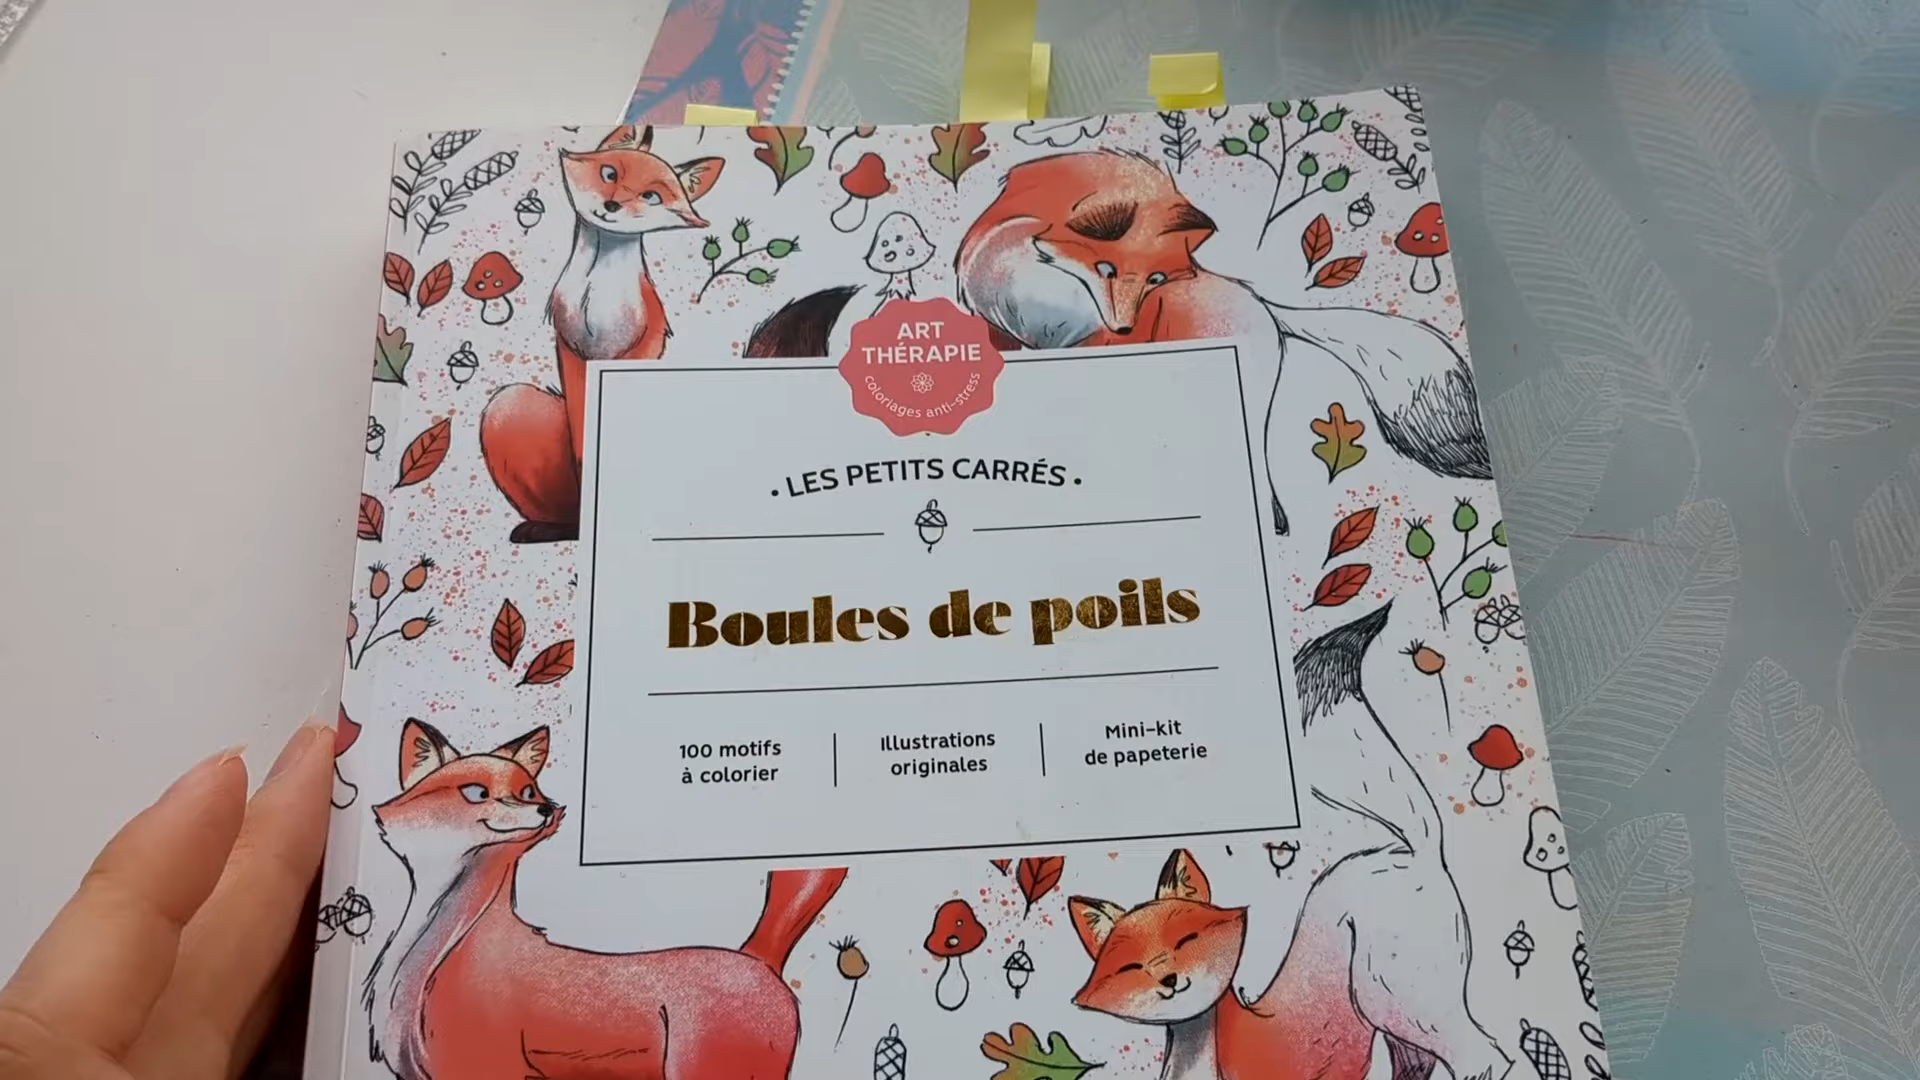 ART
THÉRAPIE
coloriages anti-stress
• LES PETITS CARRÉS •
Boules de poils
100 motifs
à colorier
Illustrations
originales
Mini-kit
de papeterie